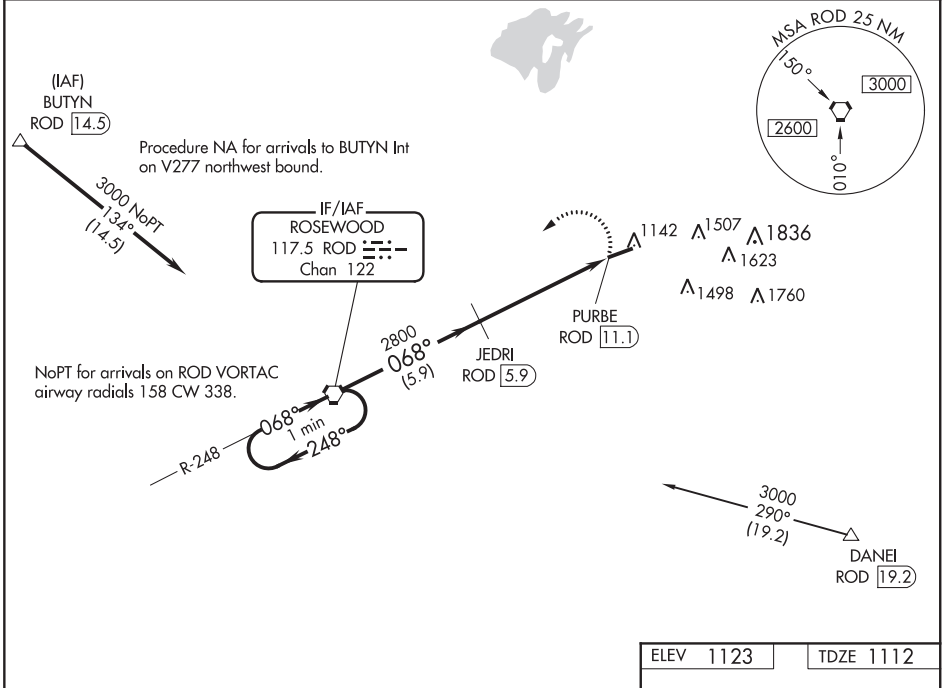 MSA ROD 25 NM
150°
3000
2600
010°
(IAF)
BUTYN
ROD 14.5
Procedure NA for arrivals to BUTYN Int
on V277 northwest bound.
3000 NoPT
134°
(14.5)
IF/IAF
ROSEWOOD
117.5 ROD
Chan 122
1142
1507
1836
1623
1498
1760
PURBE
ROD 11.1
2800
068°
(5.9)
JEDRI
ROD 5.9
NoPT for arrivals on ROD VORTAC
airway radials 158 CW 338.
068°
1 min
248°
R-248
3000
290°
(19.2)
DANEI
ROD 19.2
ELEV 1123
TDZE 1112